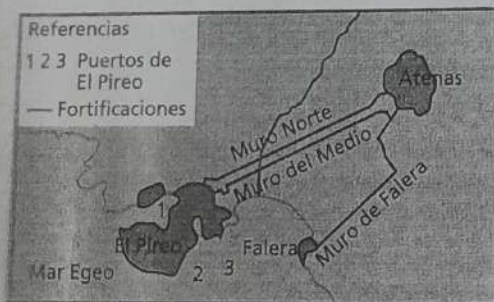 Referencias
1 2 3 Puertos de
El Pireo
— Fortificaciones
Atenas
Muro Norte
Muro del Medio
Muro de Falera
1
El Pireo
Falera
Mar Egeo
2
3